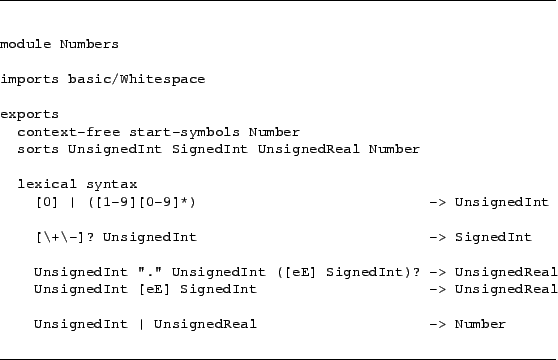 module Numbers
imports basic/Whitespace
exports
context-free start-symbols Number
sorts UnsignedInt SignedInt UnsignedReal Number
lexical syntax
[0] | ([1-9][0-9]*) -> UnsignedInt
[\+\-]? UnsignedInt -> SignedInt
UnsignedInt "." UnsignedInt ([eE] SignedInt)? -> UnsignedReal
UnsignedInt [eE] SignedInt -> UnsignedReal
UnsignedInt | UnsignedReal -> Number